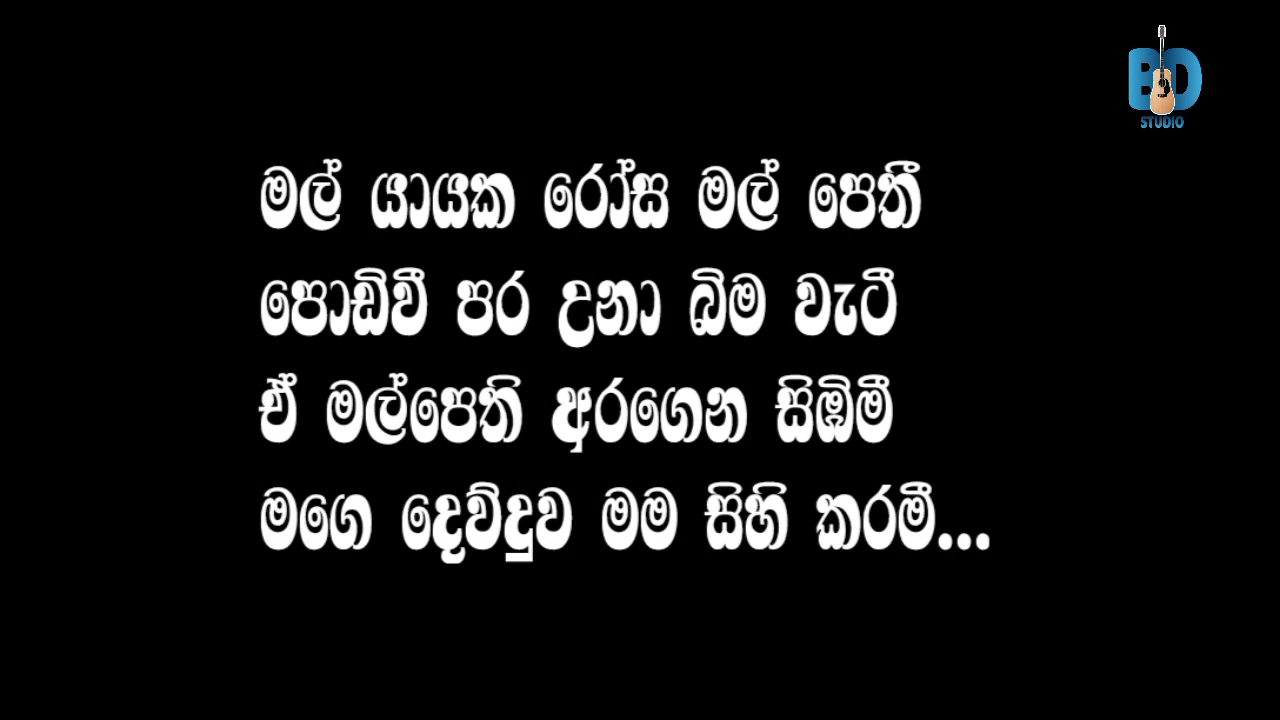 BD
STUDIO
මල් යායක රෝස මල් පෙතී
පොඩිවී පර උනා බිම වැටී
ඒ මල්පෙති අරගෙන සිඹිමී
මගෙ දෙව්දුව මම සිහි කරමී...